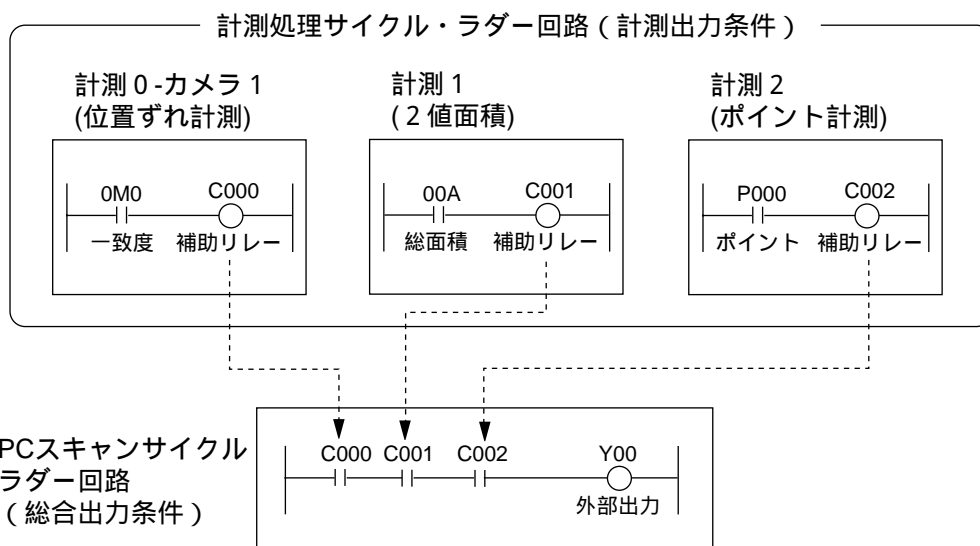 計測処理サイクル・ラダー回路(計測出力条件)
計測0-カメラ1
(位置ずれ計測)
0M0 C000
一致度 補助リレー
計測1
(2値面積)
00A C001
総面積 補助リレー
計測2
(ポイント計測)
P000 C002
ポイント 補助リレー
PCスキャンサイクル
ラダー回路
(総合出力条件)
C000 C001 C002 Y00
外部出力